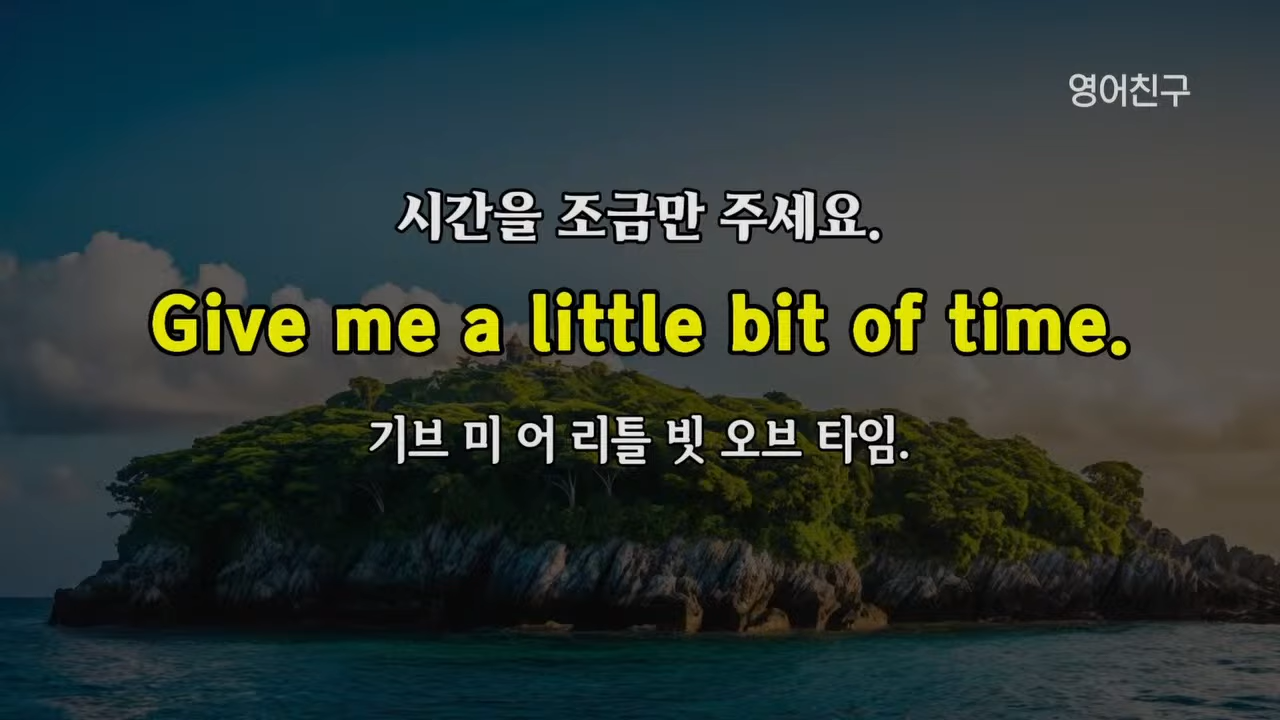 영어친구
시간을 조금만 주세요.
Give me a little bit of time.
기브 미 어 리틀 빗 오브 타임.